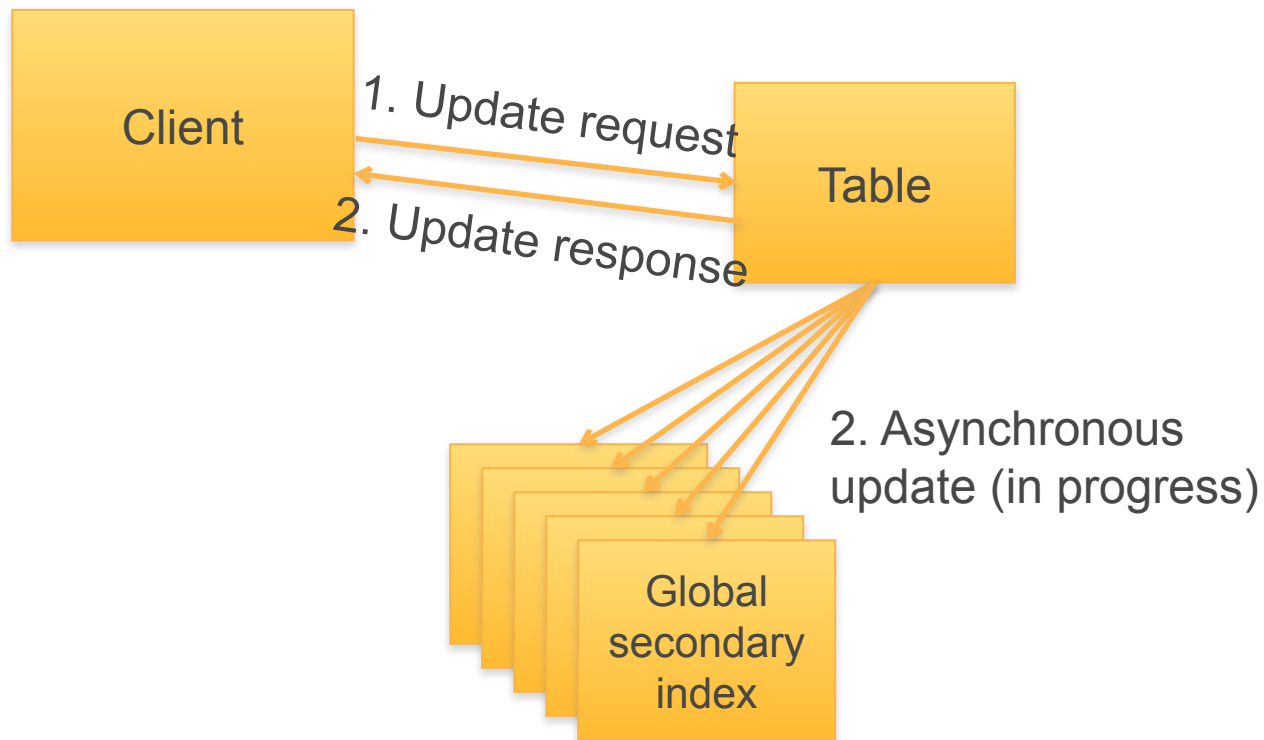 Client
1. Update request
Table
2. Update response
2. Asynchronous
update (in progress)
Global
secondary
index